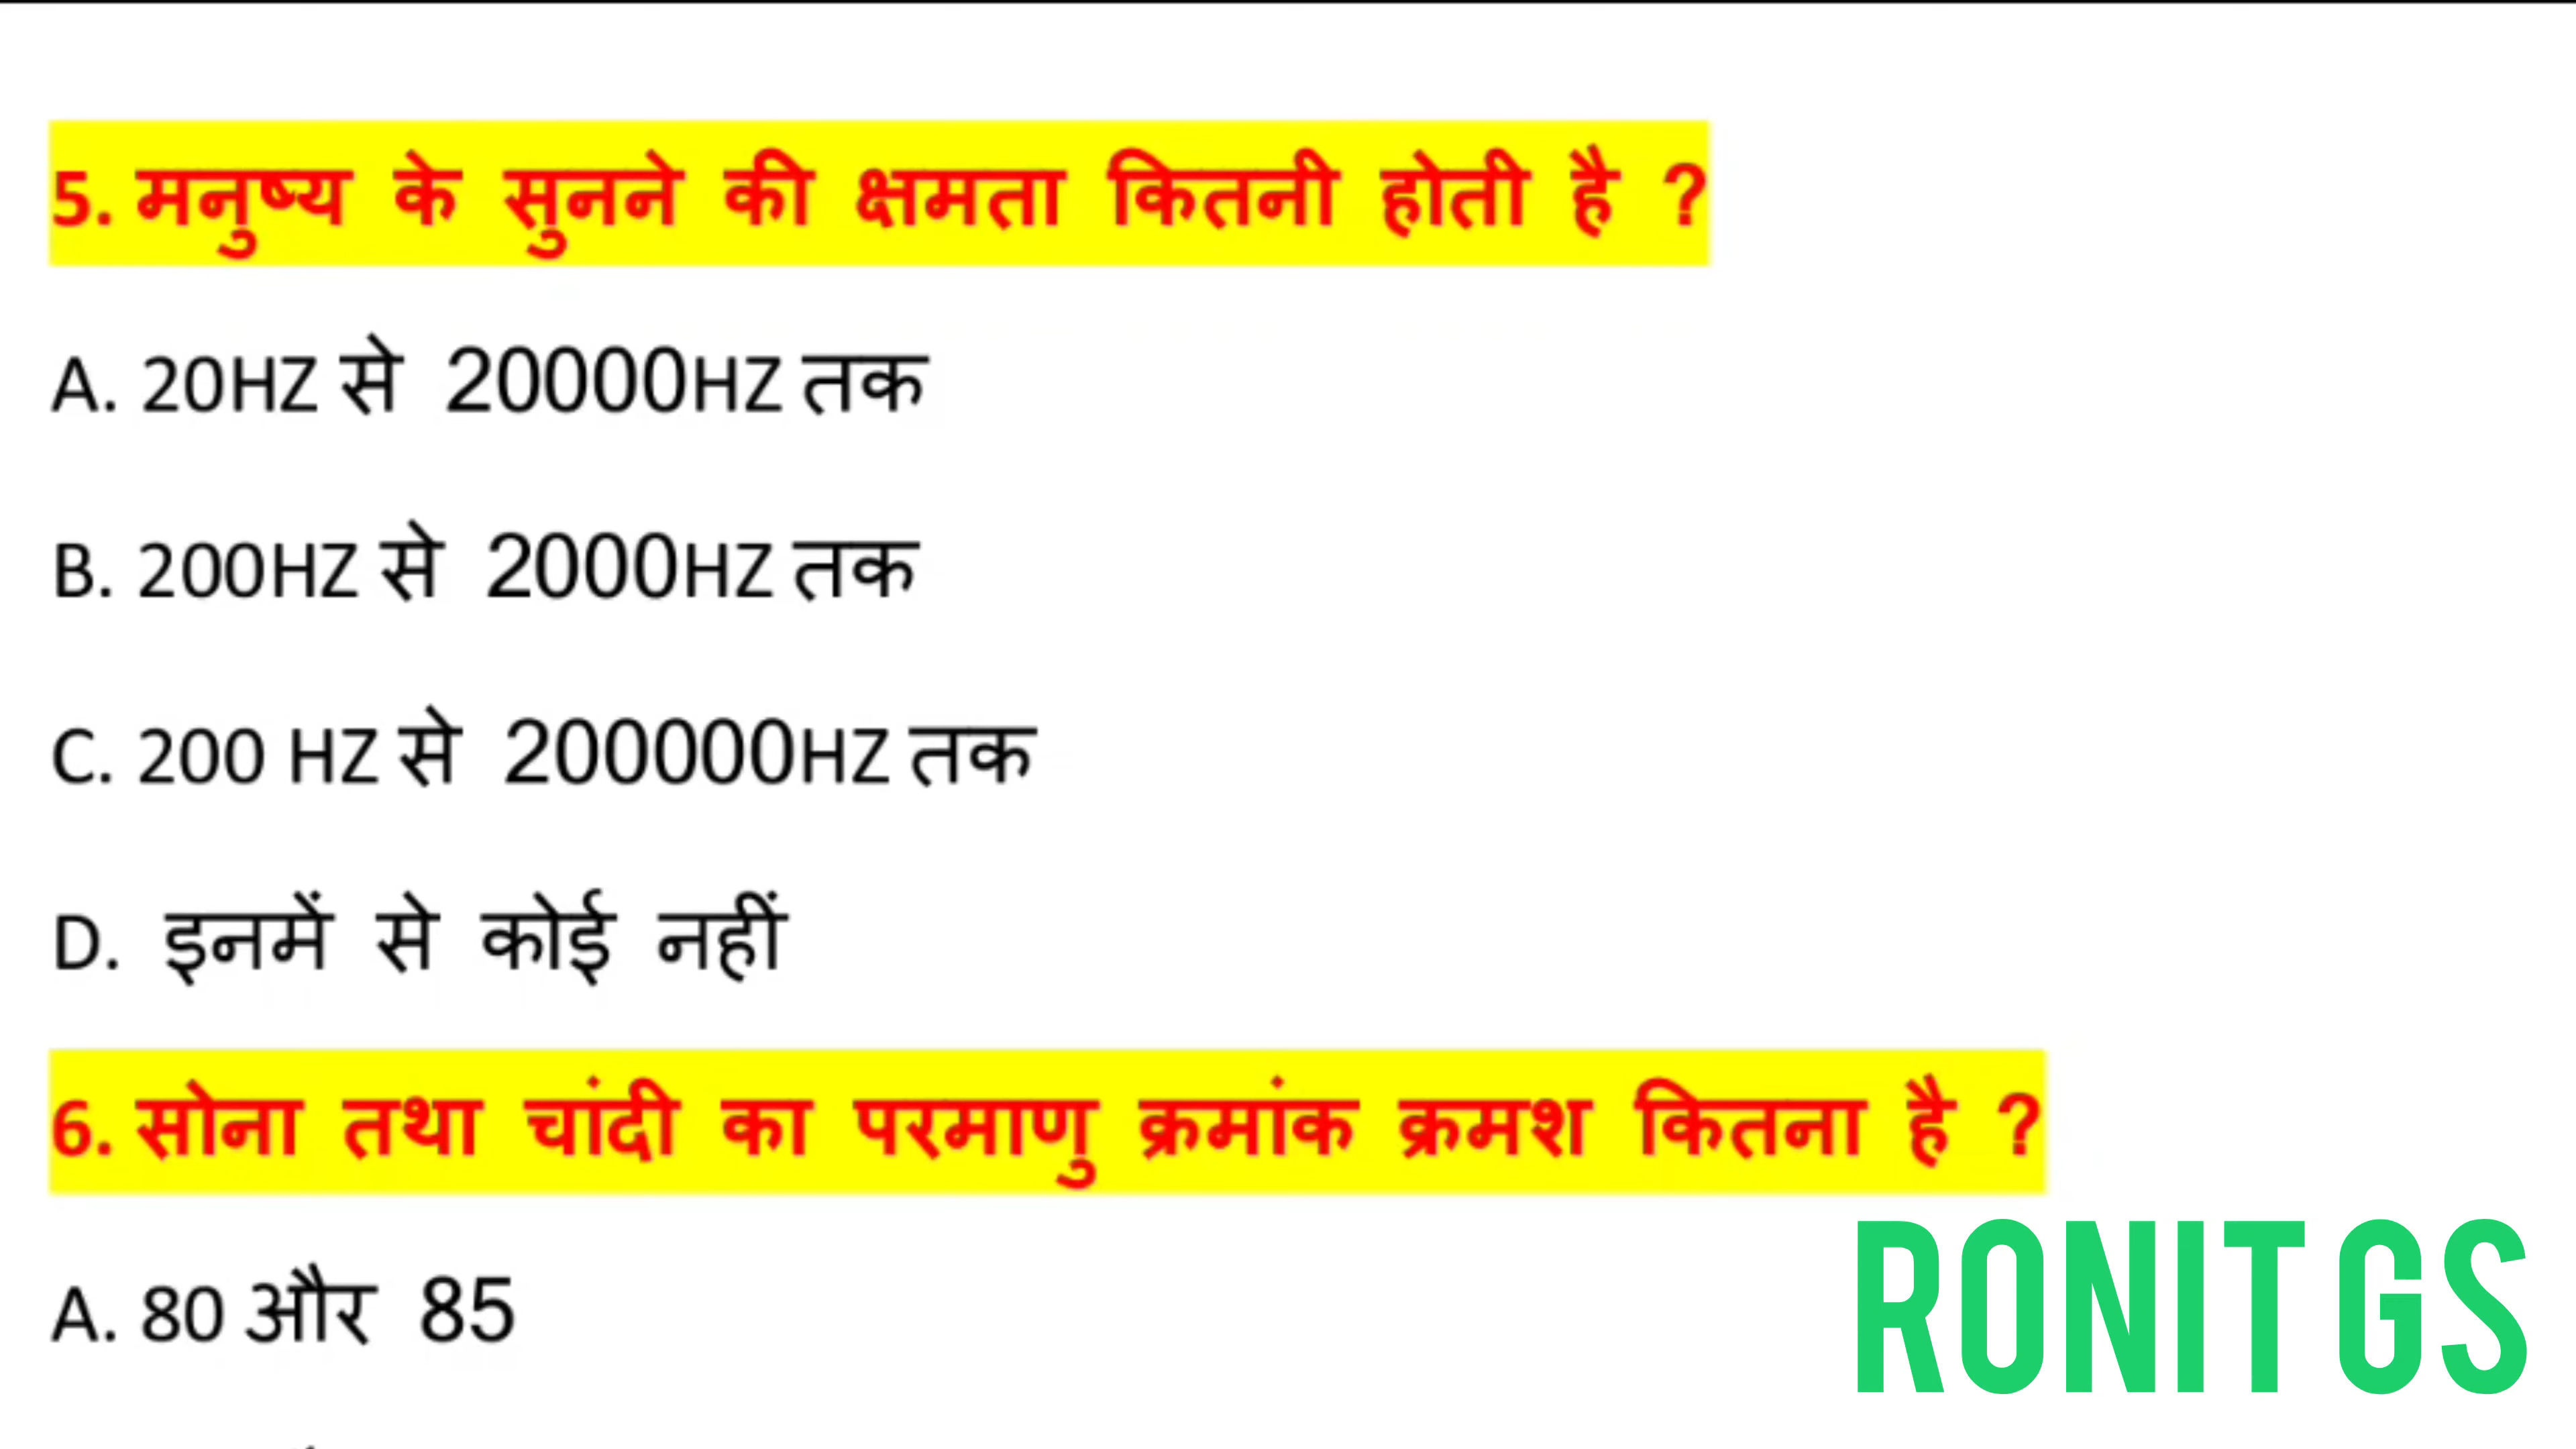 5. मनुष्य के सुनने की क्षमता कितनी होती है ?
A. 20HZ से 20000HZ तक
B. 200HZ से 2000HZ तक
C. 200 HZ से 200000HZ तक
D. इनमें से कोई नहीं
6. सोना तथा चांदी का परमाणु क्रमांक क्रमश कितना है ?
A. 80 और 85
RONIT GS